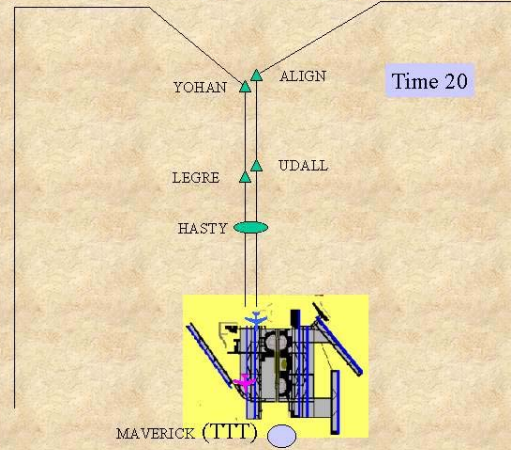 ALIGN
YOHAN
Time 20
UDALL
LEGRE
HASTY
MAVERICK (TTT)